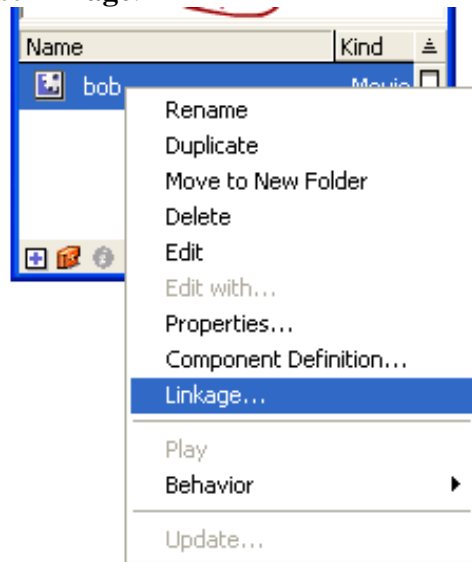 Name Kind
bob Movie
Rename
Duplicate
Move to New Folder
Delete
Edit
Edit with...
Properties...
Component Definition...
Linkage...
Play
Behavior
Update...